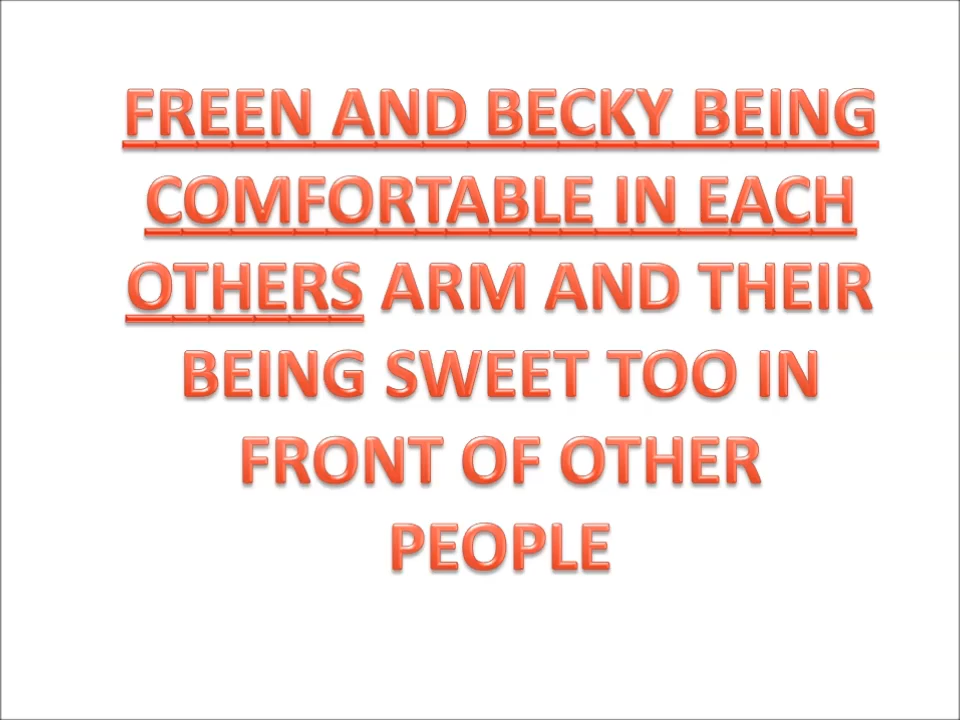 FREEN AND BECKY BEING
COMFORTABLE IN EACH
OTHERS ARM AND THEIR
BEING SWEET TOO IN
FRONT OF OTHER
PEOPLE